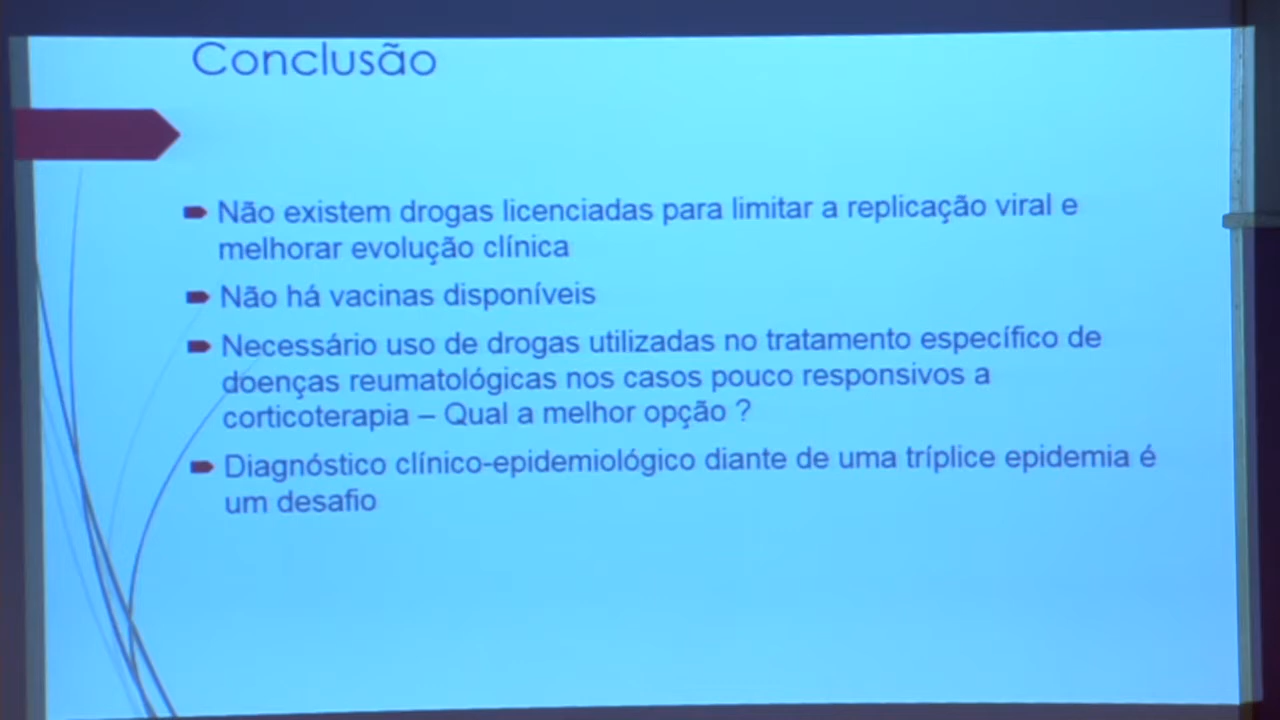 Conclusão
Não existem drogas licenciadas para limitar a replicação viral e
melhorar evolução clínica
Não há vacinas disponíveis
Necessário uso de drogas utilizadas no tratamento específico de
doenças reumatológicas nos casos pouco responsivos a
corticoterapia – Qual a melhor opção ?
Diagnóstico clínico-epidemiológico diante de uma tríplice epidemia é
um desafio